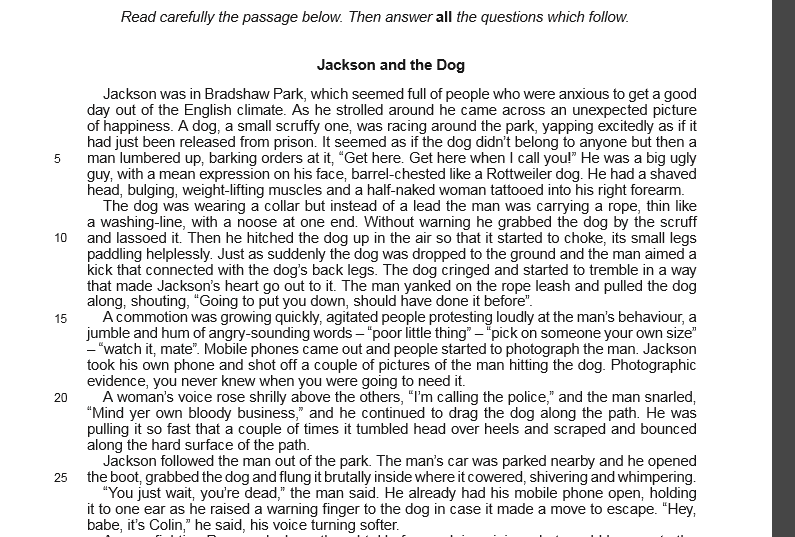 Read carefully the passage below. Then answer all the questions which follow.
Jackson and the Dog
Jackson was in Bradshaw Park, which seemed full of people who were anxious to get a good
day out of the English climate. As he strolled around he came across an unexpected picture
of happiness. A dog, a small scruffy one, was racing around the park, yapping excitedly as if it
had just been released from prison. It seemed as if the dog didn't belong to anyone but then a
5 man lumbered up, barking orders at it, “Get here. Get here when I call you!” He was a big ugly
guy, with a mean expression on his face, barrel-chested like a Rottweiler dog. He had a shaved
head, bulging, weight-lifting muscles and a half-naked woman tattooed into his right forearm.
The dog was wearing a collar but instead of a lead the man was carrying a rope, thin like
a washing-line, with a noose at one end. Without warning he grabbed the dog by the scruff
10 and lassoed it. Then he hitched the dog up in the air so that it started to choke, its small legs
paddling helplessly. Just as suddenly the dog was dropped to the ground and the man aimed a
kick that connected with the dog's back legs. The dog cringed and started to tremble in a way
that made Jackson's heart go out to it. The man yanked on the rope leash and pulled the dog
along, shouting, “Going to put you down, should have done it before”.
15 A commotion was growing quickly, agitated people protesting loudly at the man's behaviour, a
jumble and hum of angry-sounding words – “poor little thing” – “pick on someone your own size”
– “watch it, mate”. Mobile phones came out and people started to photograph the man. Jackson
took his own phone and shot off a couple of pictures of the man hitting the dog. Photographic
evidence, you never knew when you were going to need it.
20 A woman's voice rose shrilly above the others, “I'm calling the police,” and the man snarled,
“Mind yer own bloody business,” and he continued to drag the dog along the path. He was
pulling it so fast that a couple of times it tumbled head over heels and scraped and bounced
along the hard surface of the path.
Jackson followed the man out of the park. The man's car was parked nearby and he opened
25 the boot, grabbed the dog and flung it brutally inside where it cowered, shivering and whimpering.
“You just wait, you're dead,” the man said. He already had his mobile phone open, holding
it to one ear as he raised a warning finger to the dog in case it made a move to escape. “Hey,
babe, it's Colin,” he said, his voice turning softer.